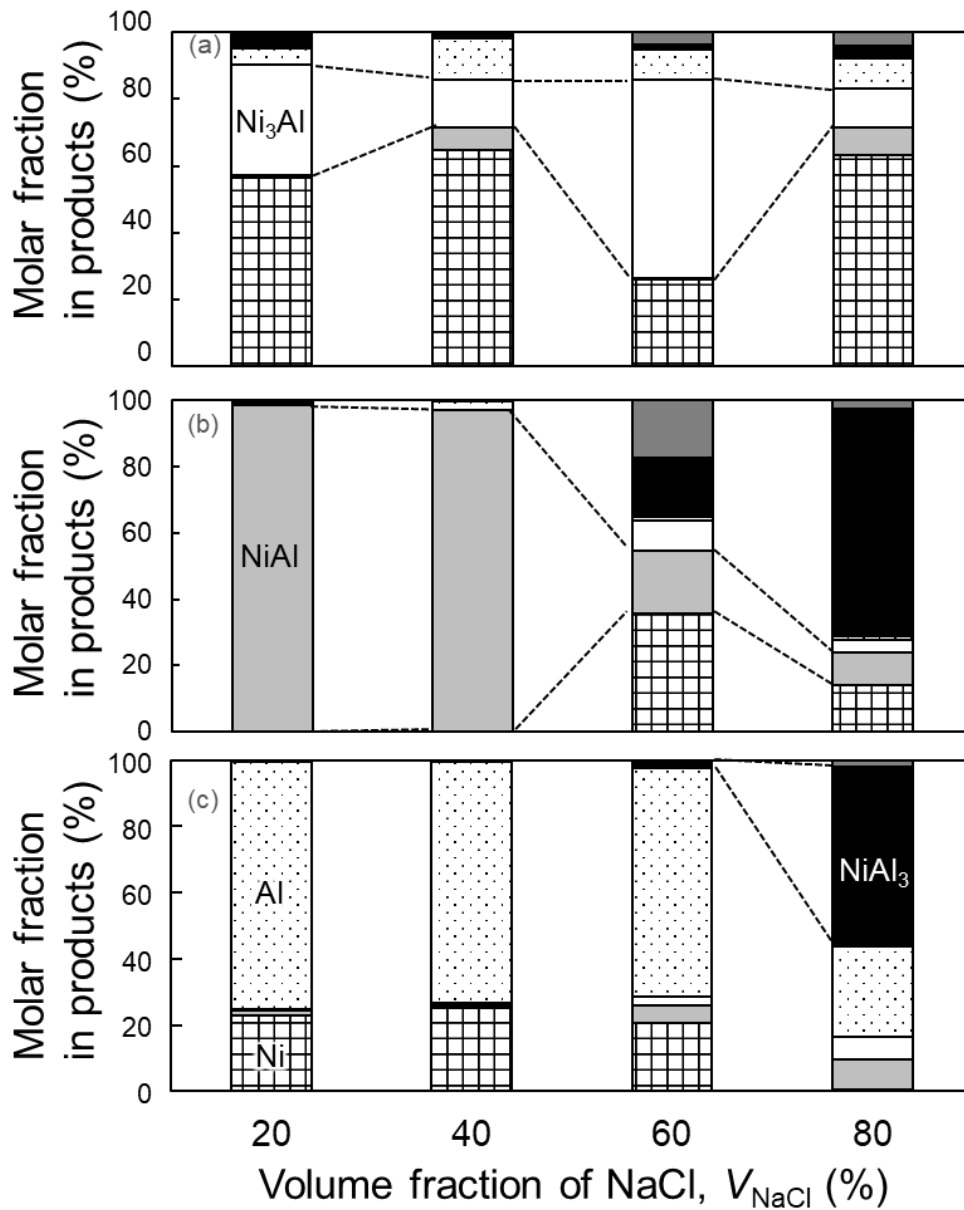 Molar fraction
in products (%)
100
80
60
40
20
0
(a)
Ni₃Al
Molar fraction
in products (%)
100
80
60
40
20
0
(b)
NiAl
Molar fraction
in products (%)
100
80
60
40
20
0
(c)
Al
Ni
NiAl₃
20 40 60 80
Volume fraction of NaCl, V_NaCl (%)